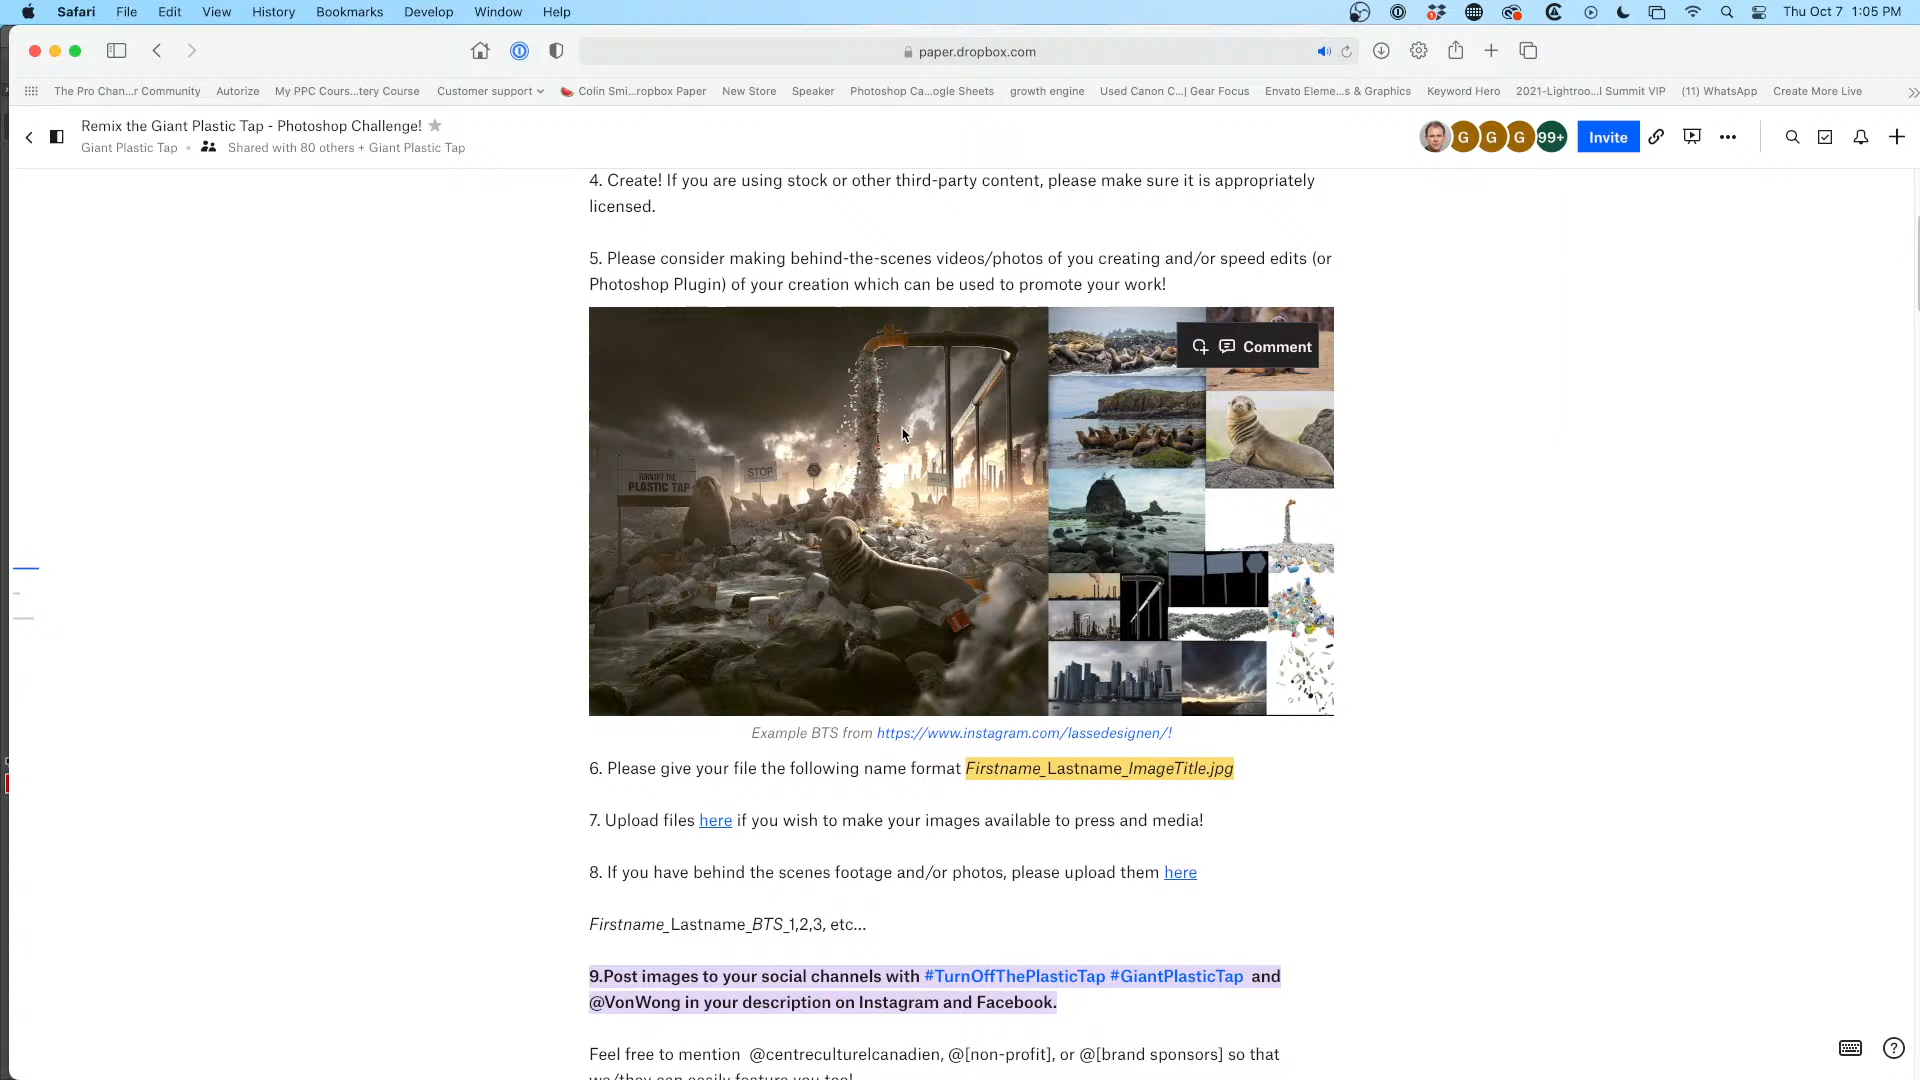 Safari File Edit View History Bookmarks Develop Window Help
Thu Oct 7 1:05 PM
paper.dropbox.com
The Pro Chan...r Community Autorize My PPC Cours...tery Course Customer support Colin Smi...ropbox Paper New Store Speaker Photoshop Ca...ogle Sheets growth engine Used Canon C...| Gear Focus Envato Eleme...s & Graphics Keyword Hero 2021-Lightroo...l Summit VIP (11) WhatsApp Create More Live
Remix the Giant Plastic Tap - Photoshop Challenge!
Giant Plastic Tap • Shared with 80 others + Giant Plastic Tap
G G G 99+ Invite
4. Create! If you are using stock or other third-party content, please make sure it is appropriately
licensed.
5. Please consider making behind-the-scenes videos/photos of you creating and/or speed edits (or
Photoshop Plugin) of your creation which can be used to promote your work!
Comment
STOP
TURN OFF THE
PLASTIC TAP
HELP!
Example BTS from https://www.instagram.com/lassedesignen/!
6. Please give your file the following name format Firstname_Lastname_ImageTitle.jpg
7. Upload files here if you wish to make your images available to press and media!
8. If you have behind the scenes footage and/or photos, please upload them here
Firstname_Lastname_BTS_1,2,3, etc...
9.Post images to your social channels with #TurnOffThePlasticTap #GiantPlasticTap and
@VonWong in your description on Instagram and Facebook.
Feel free to mention @centreculturelcanadien, @[non-profit], or @[brand sponsors] so that
we/they can easily feature you too!